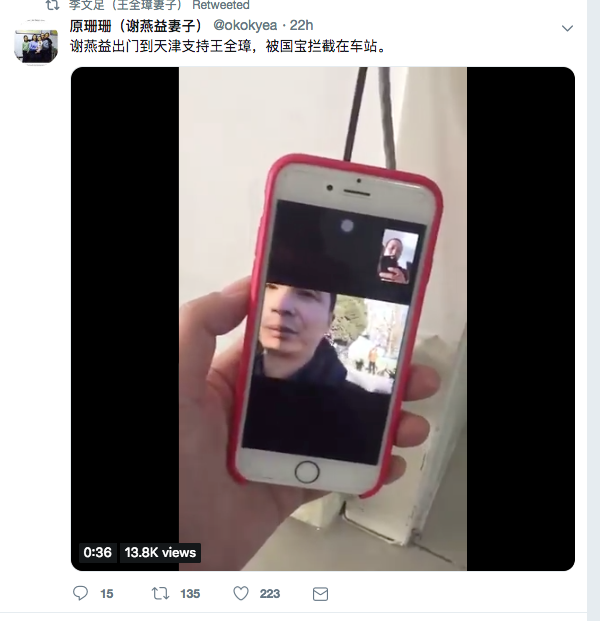 李文足（王全璋妻子） Retweeted
原珊珊（谢燕益妻子） @okokyea · 22h
谢燕益出门到天津支持王全璋，被国宝拦截在车站。
0:36 13.8K views
15 135 223